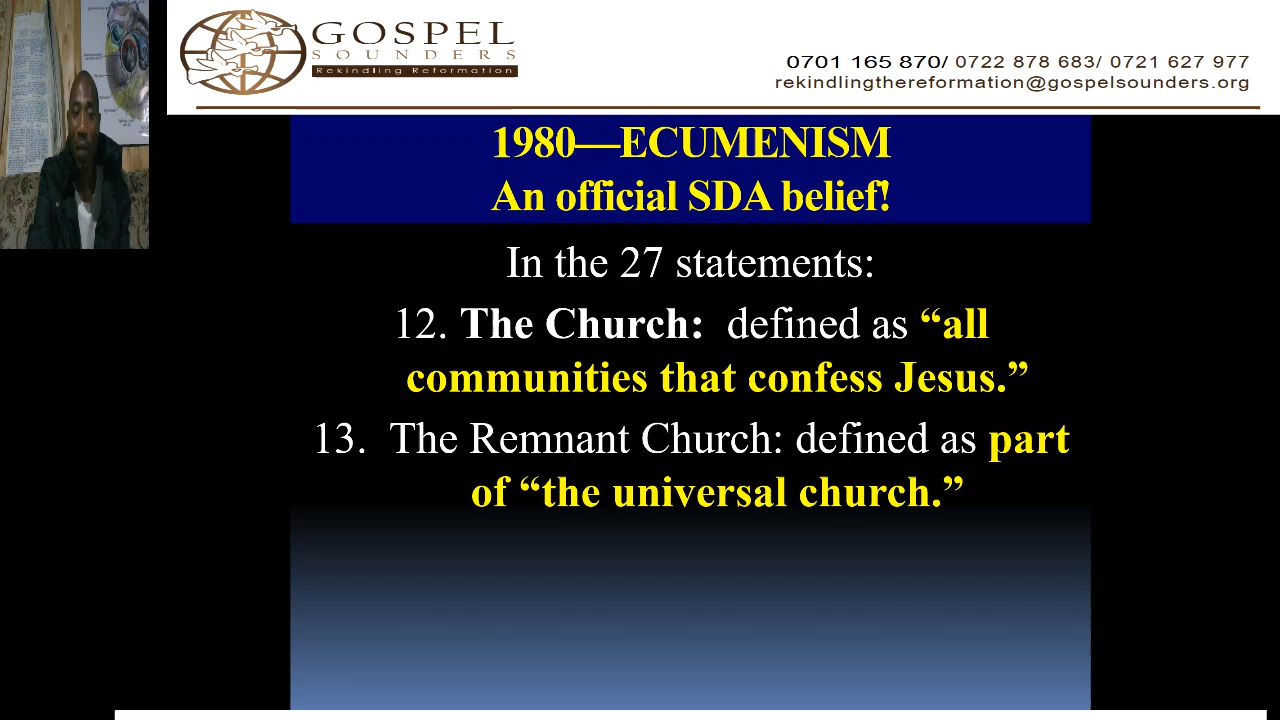 GOSPEL
SOUNDERS
Rekindling Reformation
0701 165 870/ 0722 878 683/ 0721 627 977
rekindlingthereformation@gospelsounders.org
1980—ECUMENISM
An official SDA belief!
In the 27 statements:
12. The Church: defined as “all
communities that confess Jesus.”
13. The Remnant Church: defined as part
of “the universal church.”